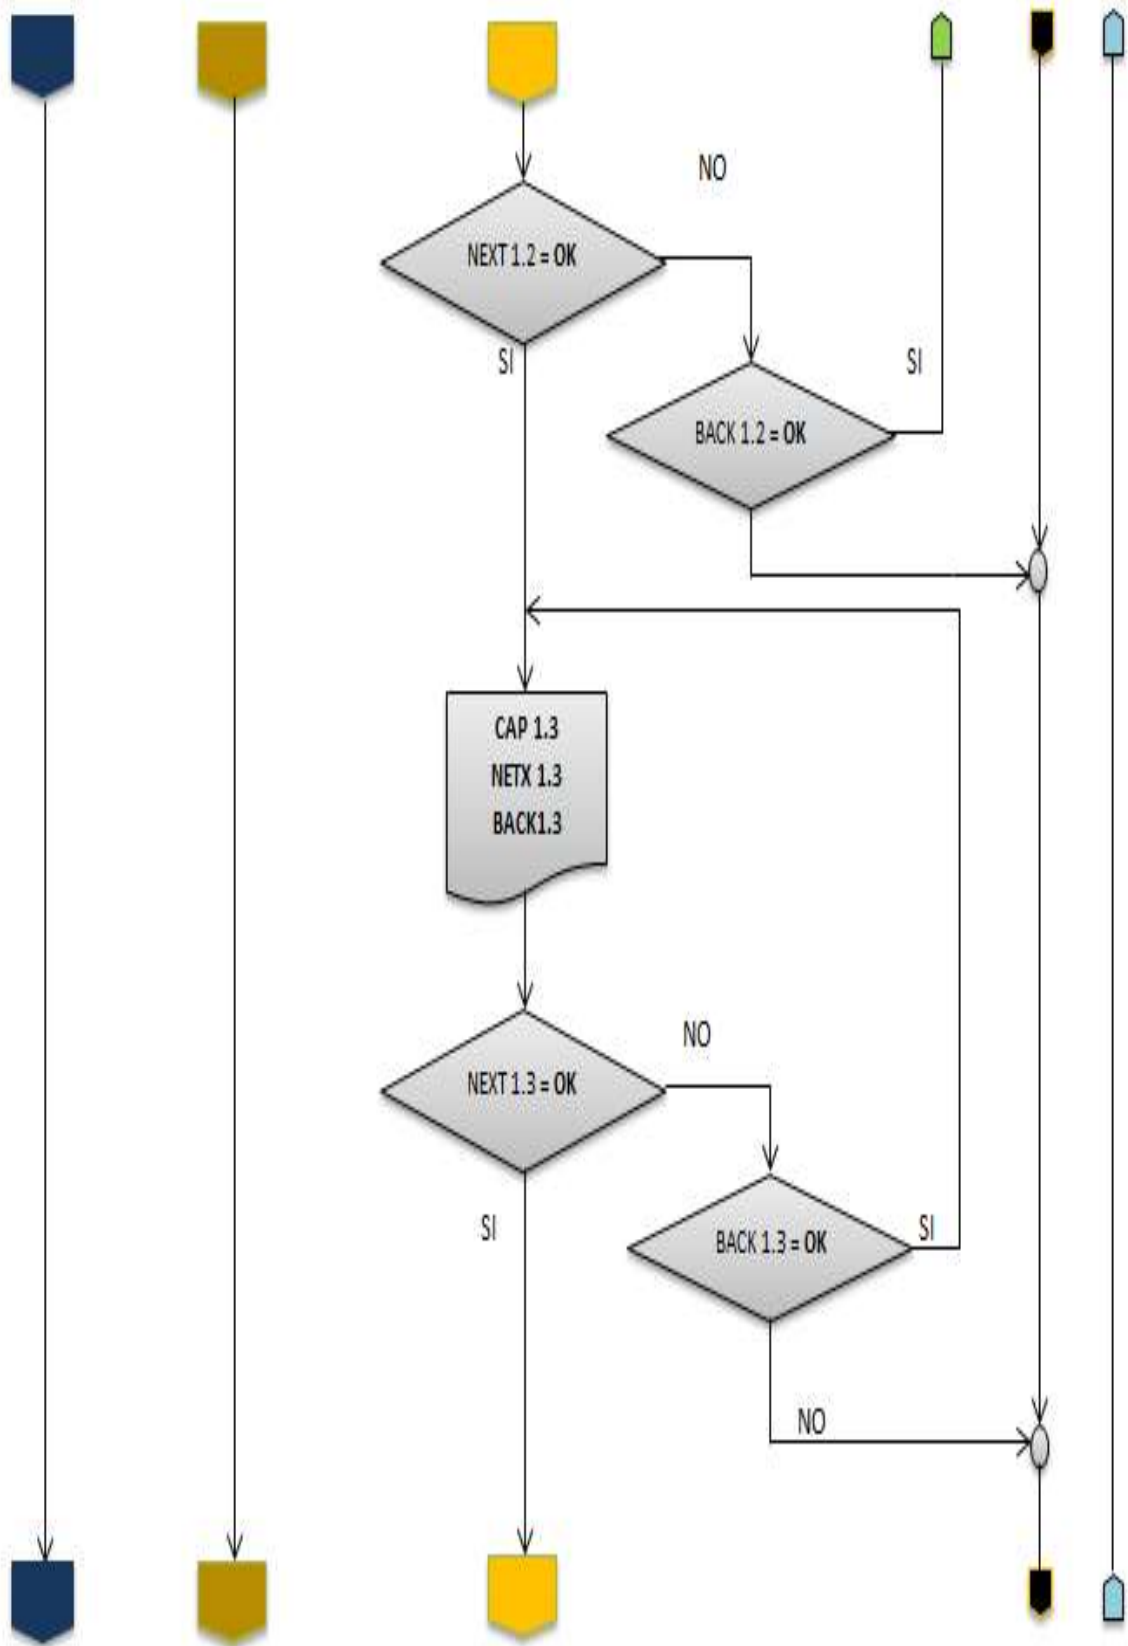 NO
NEXT 1.2 = OK
SI
SI
BACK 1.2 = OK
CAP 1.3
NETX 1.3
BACK1.3
NO
NEXT 1.3 = OK
SI
SI
BACK 1.3 = OK
NO